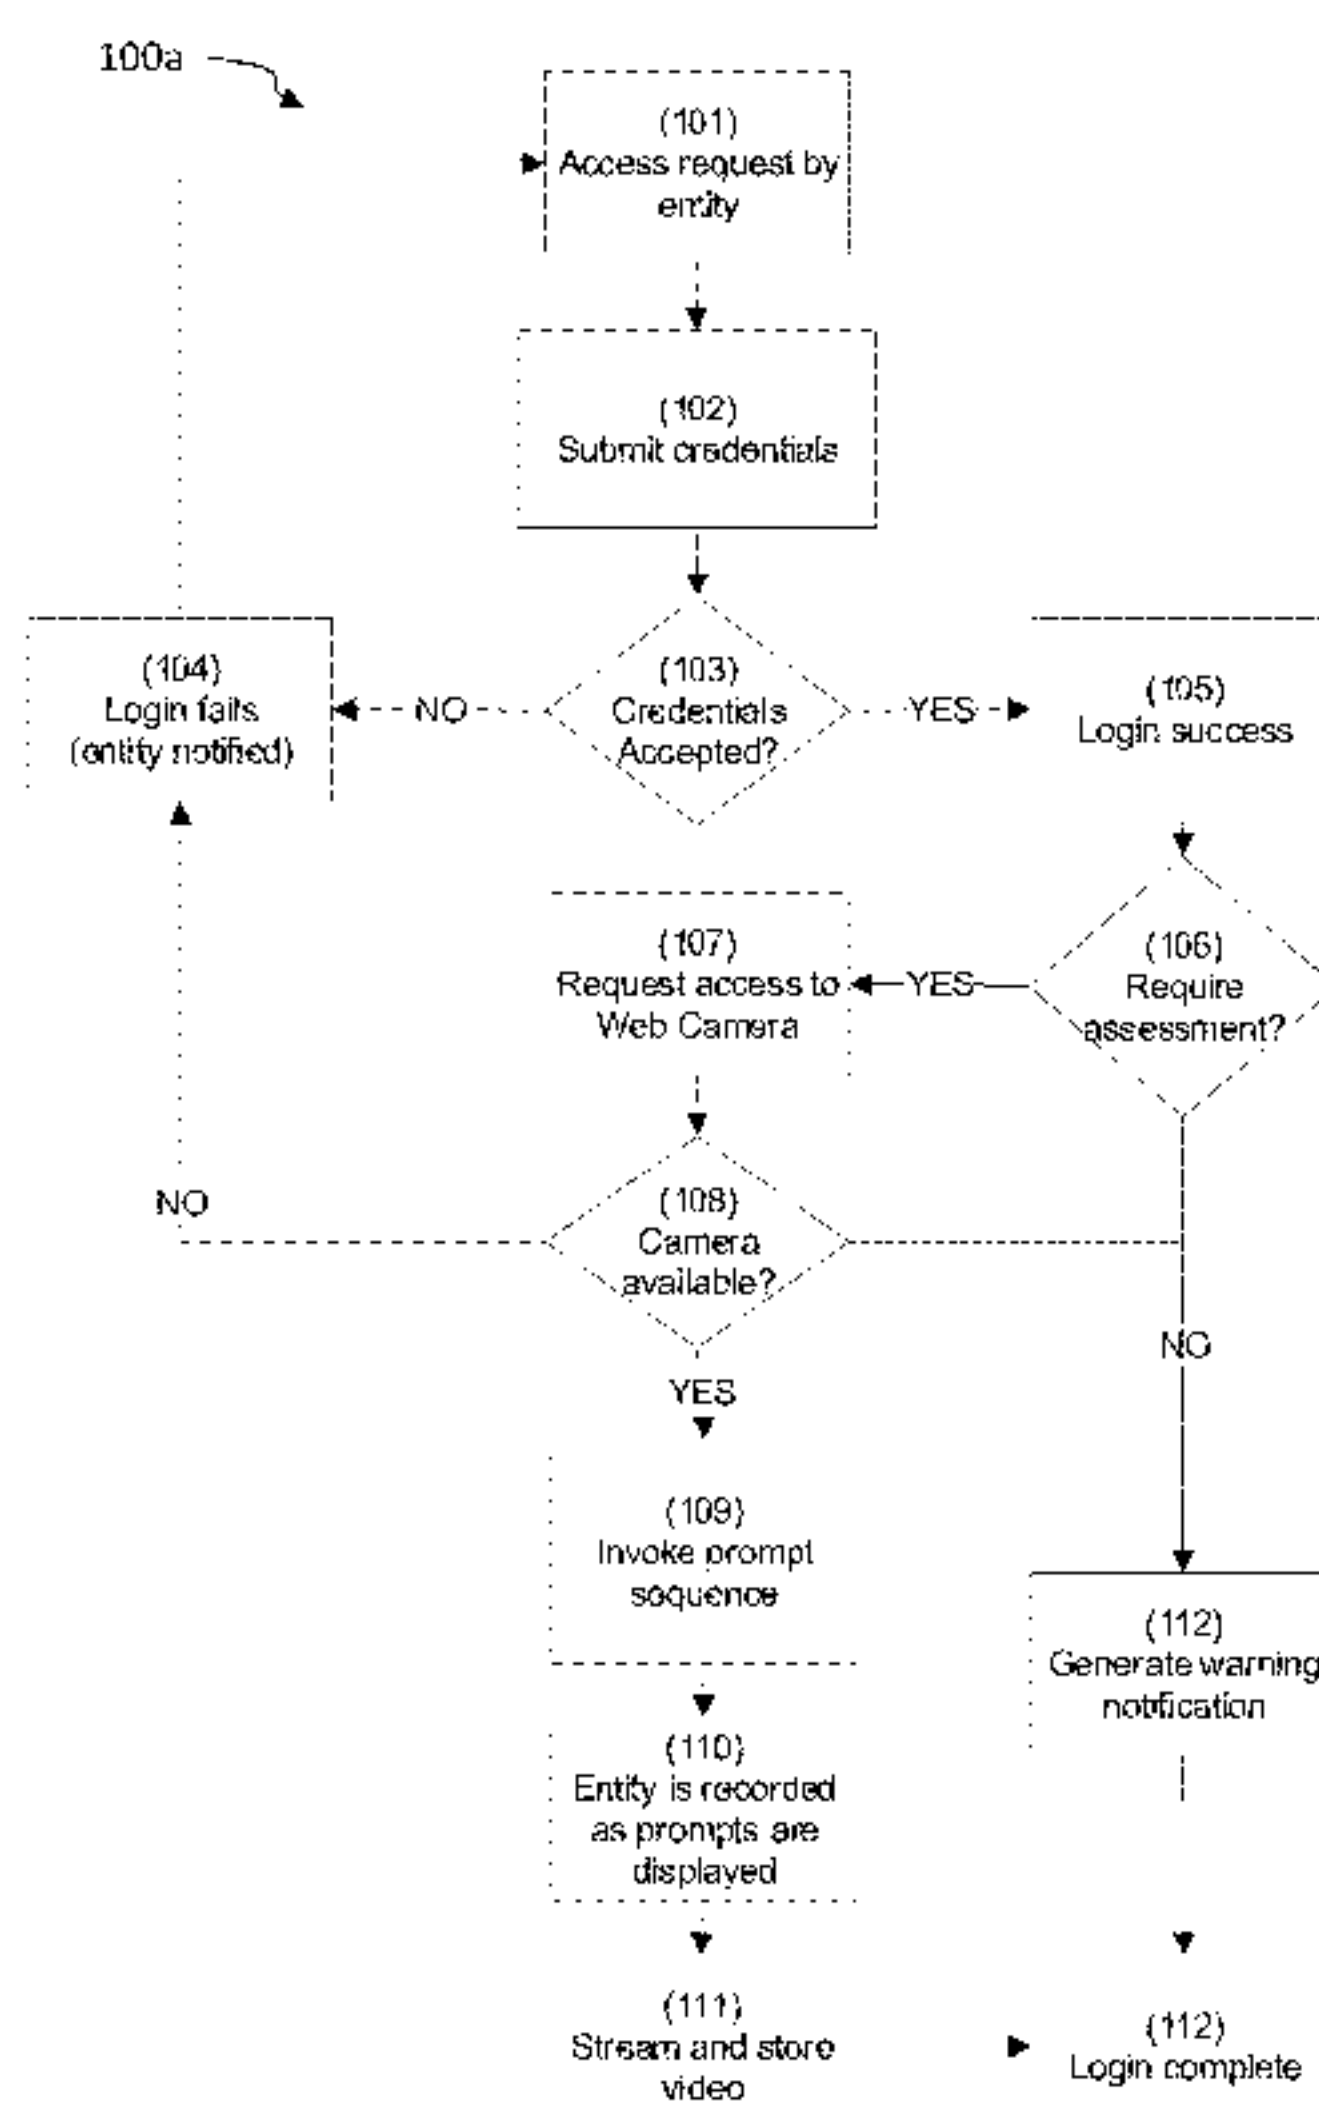 100a
(101)
Access request by
entity
(102)
Submit credentials
(104)
Login fails
(entity notified)
NO
(103)
Credentials
Accepted?
YES
(105)
Login success
(107)
Request access to
Web Camera
YES
(106)
Require
assessment?
NO
(108)
Camera
available?
YES
NO
(109)
Invoke prompt
sequence
(112)
Generate warning
notification
(110)
Entity is recorded
as prompts are
displayed
(111)
Stream and store
video
(112)
Login complete